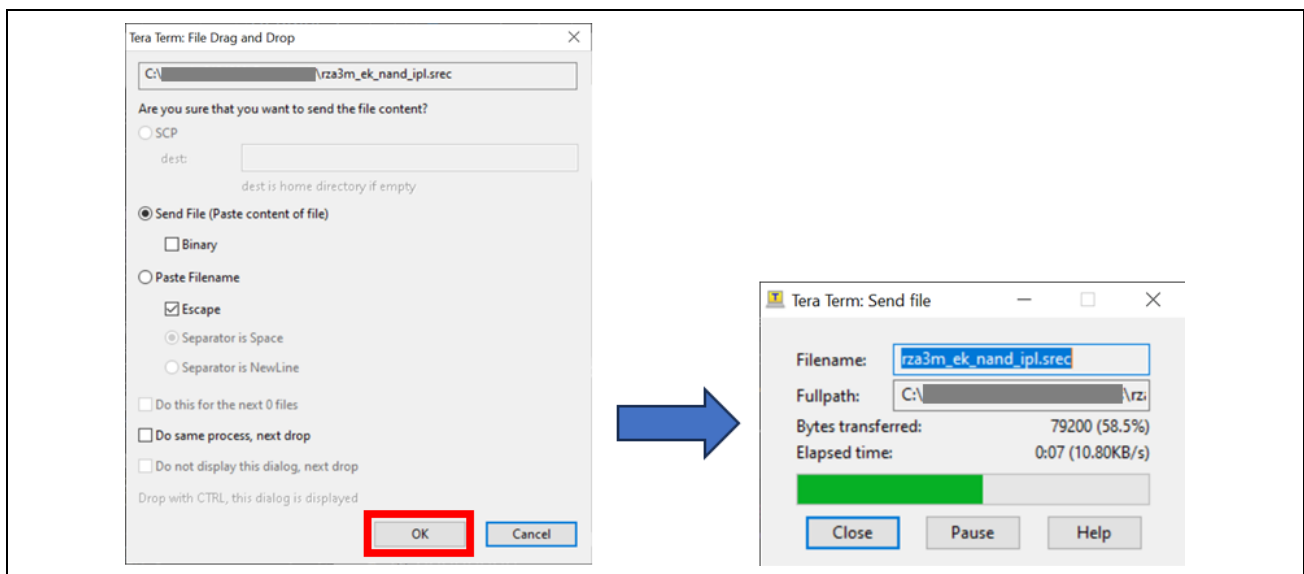 Tera Term: File Drag and Drop
C:\ \rza3m_ek_nand_ipl.srec
Are you sure that you want to send the file content?
SCP
dest:
dest is home directory if empty
Send File (Paste content of file)
Binary
Paste Filename
Escape
Separator is Space
Separator is NewLine
Do this for the next 0 files
Do same process, next drop
Do not display this dialog, next drop
Drop with CTRL, this dialog is displayed
OK Cancel
Tera Term: Send file
Filename: rza3m_ek_nand_ipl.srec
Fullpath: C:\ \rz
Bytes transferred: 79200 (58.5%)
Elapsed time: 0:07 (10.80KB/s)
Close Pause Help